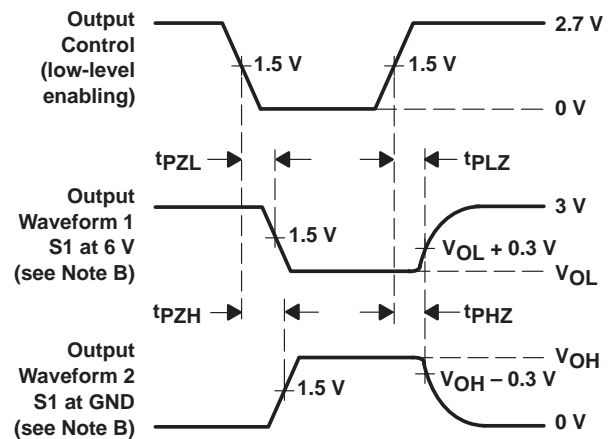 Output
Control
(low-level
enabling)
1.5 V
1.5 V
2.7 V
0 V
tPZL
tPLZ
Output
Waveform 1
S1 at 6 V
(see Note B)
1.5 V
3 V
VOL + 0.3 V
VOL
tPZH
tPHZ
Output
Waveform 2
S1 at GND
(see Note B)
1.5 V
VOH
VOH – 0.3 V
0 V